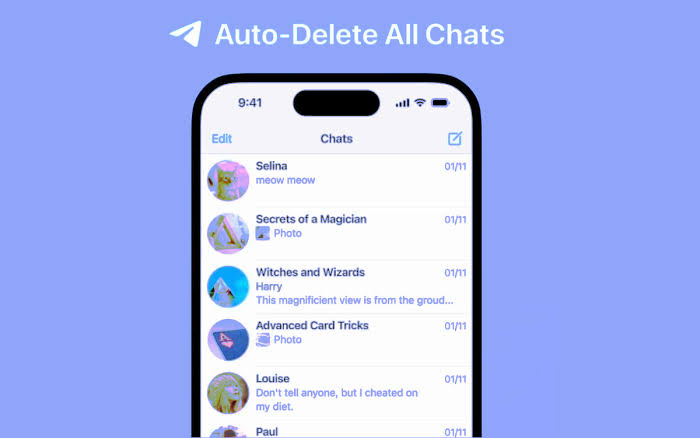 Auto-Delete All Chats
9:41
Edit Chats
Selina 01/11
meow meow
Secrets of a Magician 01/11
Photo
Witches and Wizards 01/11
Harry
This magnificient view is from the groud...
Advanced Card Tricks 01/11
Photo
Louise 01/11
Don't tell anyone, but I cheated on
my diet.
Paul 01/11